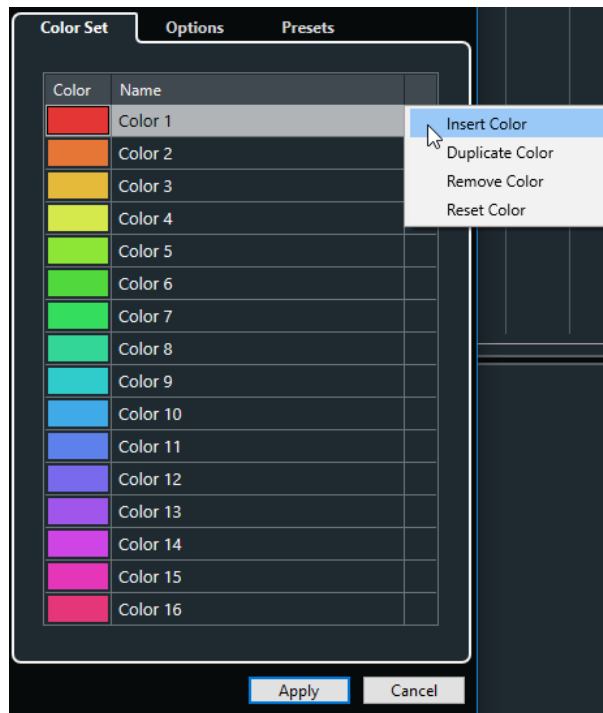 Color Set Options Presets
Color Name
Color 1
Insert Color
Color 2
Duplicate Color
Color 3
Remove Color
Color 4
Reset Color
Color 5
Color 6
Color 7
Color 8
Color 9
Color 10
Color 11
Color 12
Color 13
Color 14
Color 15
Color 16
Apply Cancel